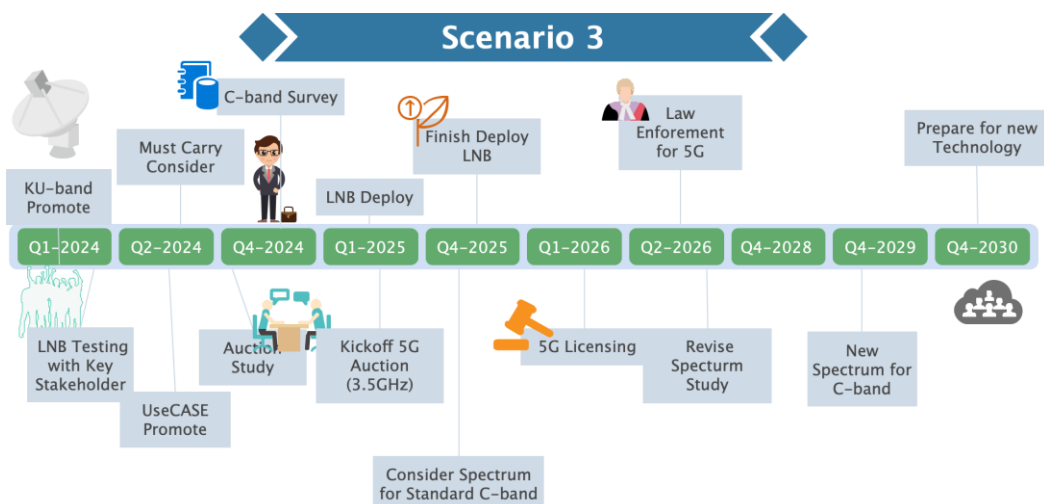 Scenario 3
C-band Survey
Must Carry
Consider
KU-band
Promote
Finish Deploy
LNB
LNB Deploy
Law
Enforement
for 5G
Prepare for new
Technology
Q1-2024
Q2-2024
Q4-2024
Q1-2025
Q4-2025
Q1-2026
Q2-2026
Q4-2028
Q4-2029
Q4-2030
LNB Testing
with Key
Stakeholder
UseCASE
Promote
Auction
Study
Kickoff 5G
Auction
(3.5GHz)
Consider Spectrum
for Standard C-band
5G Licensing
Revise
Specturm
Study
New
Spectrum for
C-band